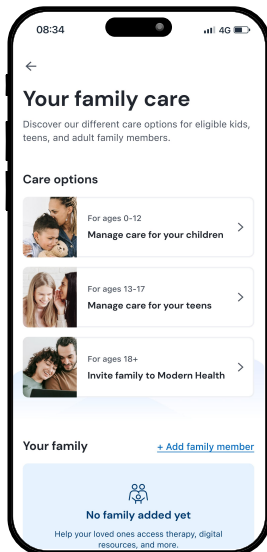 08:34
4G
Your family care
Discover our different care options for eligible kids,
teens, and adult family members.
Care options
For ages 0-12
Manage care for your children
For ages 13-17
Manage care for your teens
For ages 18+
Invite family to Modern Health
Your family
+ Add family member
No family added yet
Help your loved ones access therapy, digital
resources, and more.